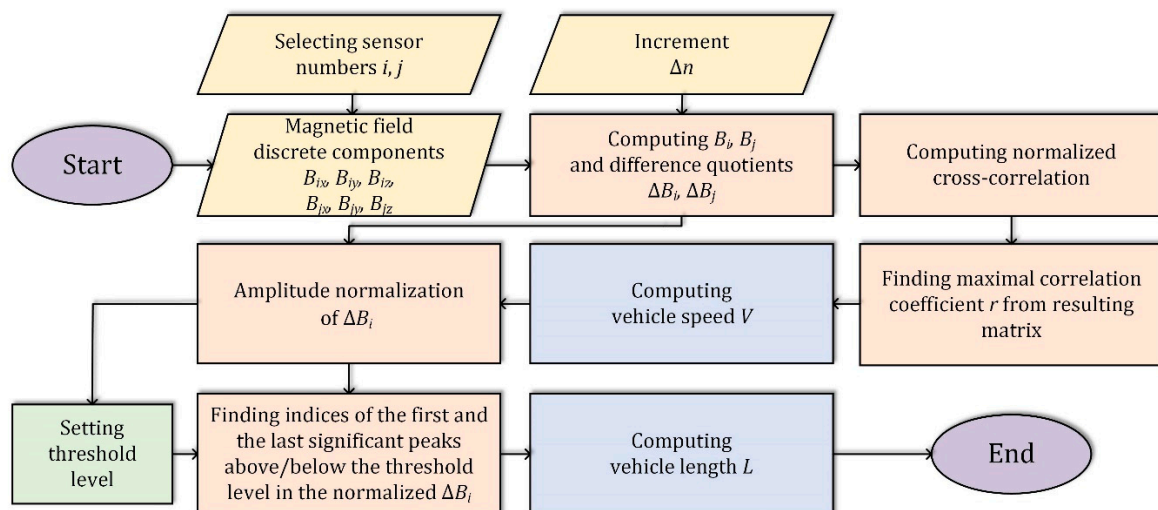 Selecting sensor
numbers i, j
Increment
Δn
Start
Magnetic field
discrete components
Bix, Biy, Biz,
Bjx, Bjy, Bjz
Computing Bi, Bj
and difference quotients
ΔBi, ΔBj
Computing normalized
cross-correlation
Amplitude normalization
of ΔBi
Computing
vehicle speed V
Finding maximal correlation
coefficient r from resulting
matrix
Setting
threshold
level
Finding indices of the first and
the last significant peaks
above/below the threshold
level in the normalized ΔBi
Computing
vehicle length L
End